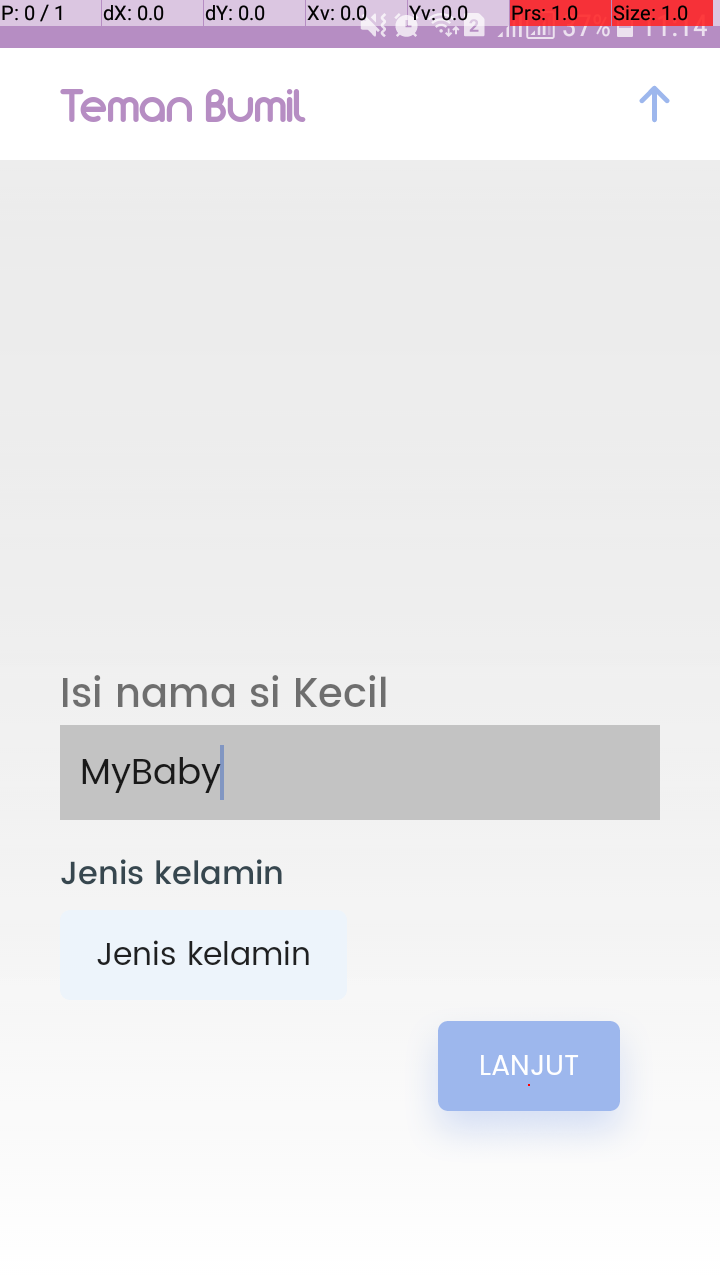 P: 0 / 1 dX: 0.0 dY: 0.0 Xv: 0.0 Yv: 0.0 Prs: 1.0 Size: 1.0
2 37% 11:14
Teman Bumil
Isi nama si Kecil
MyBaby
Jenis kelamin
Jenis kelamin
LANJUT